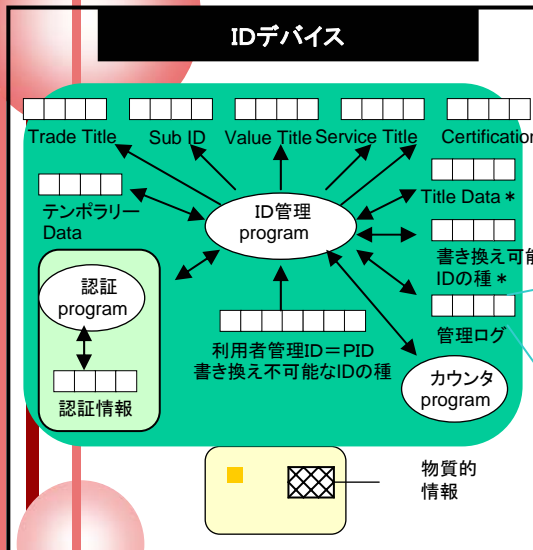 IDデバイス
Trade Title
Sub ID
Value Title
Service Title
Certification
テンポラリー
Data
ID管理
program
Title Data *
書き換え可能
IDの種 *
認証
program
認証情報
利用者管理ID=PID
書き換え不可能なIDの種
管理ログ
カウンタ
program
物質的
情報